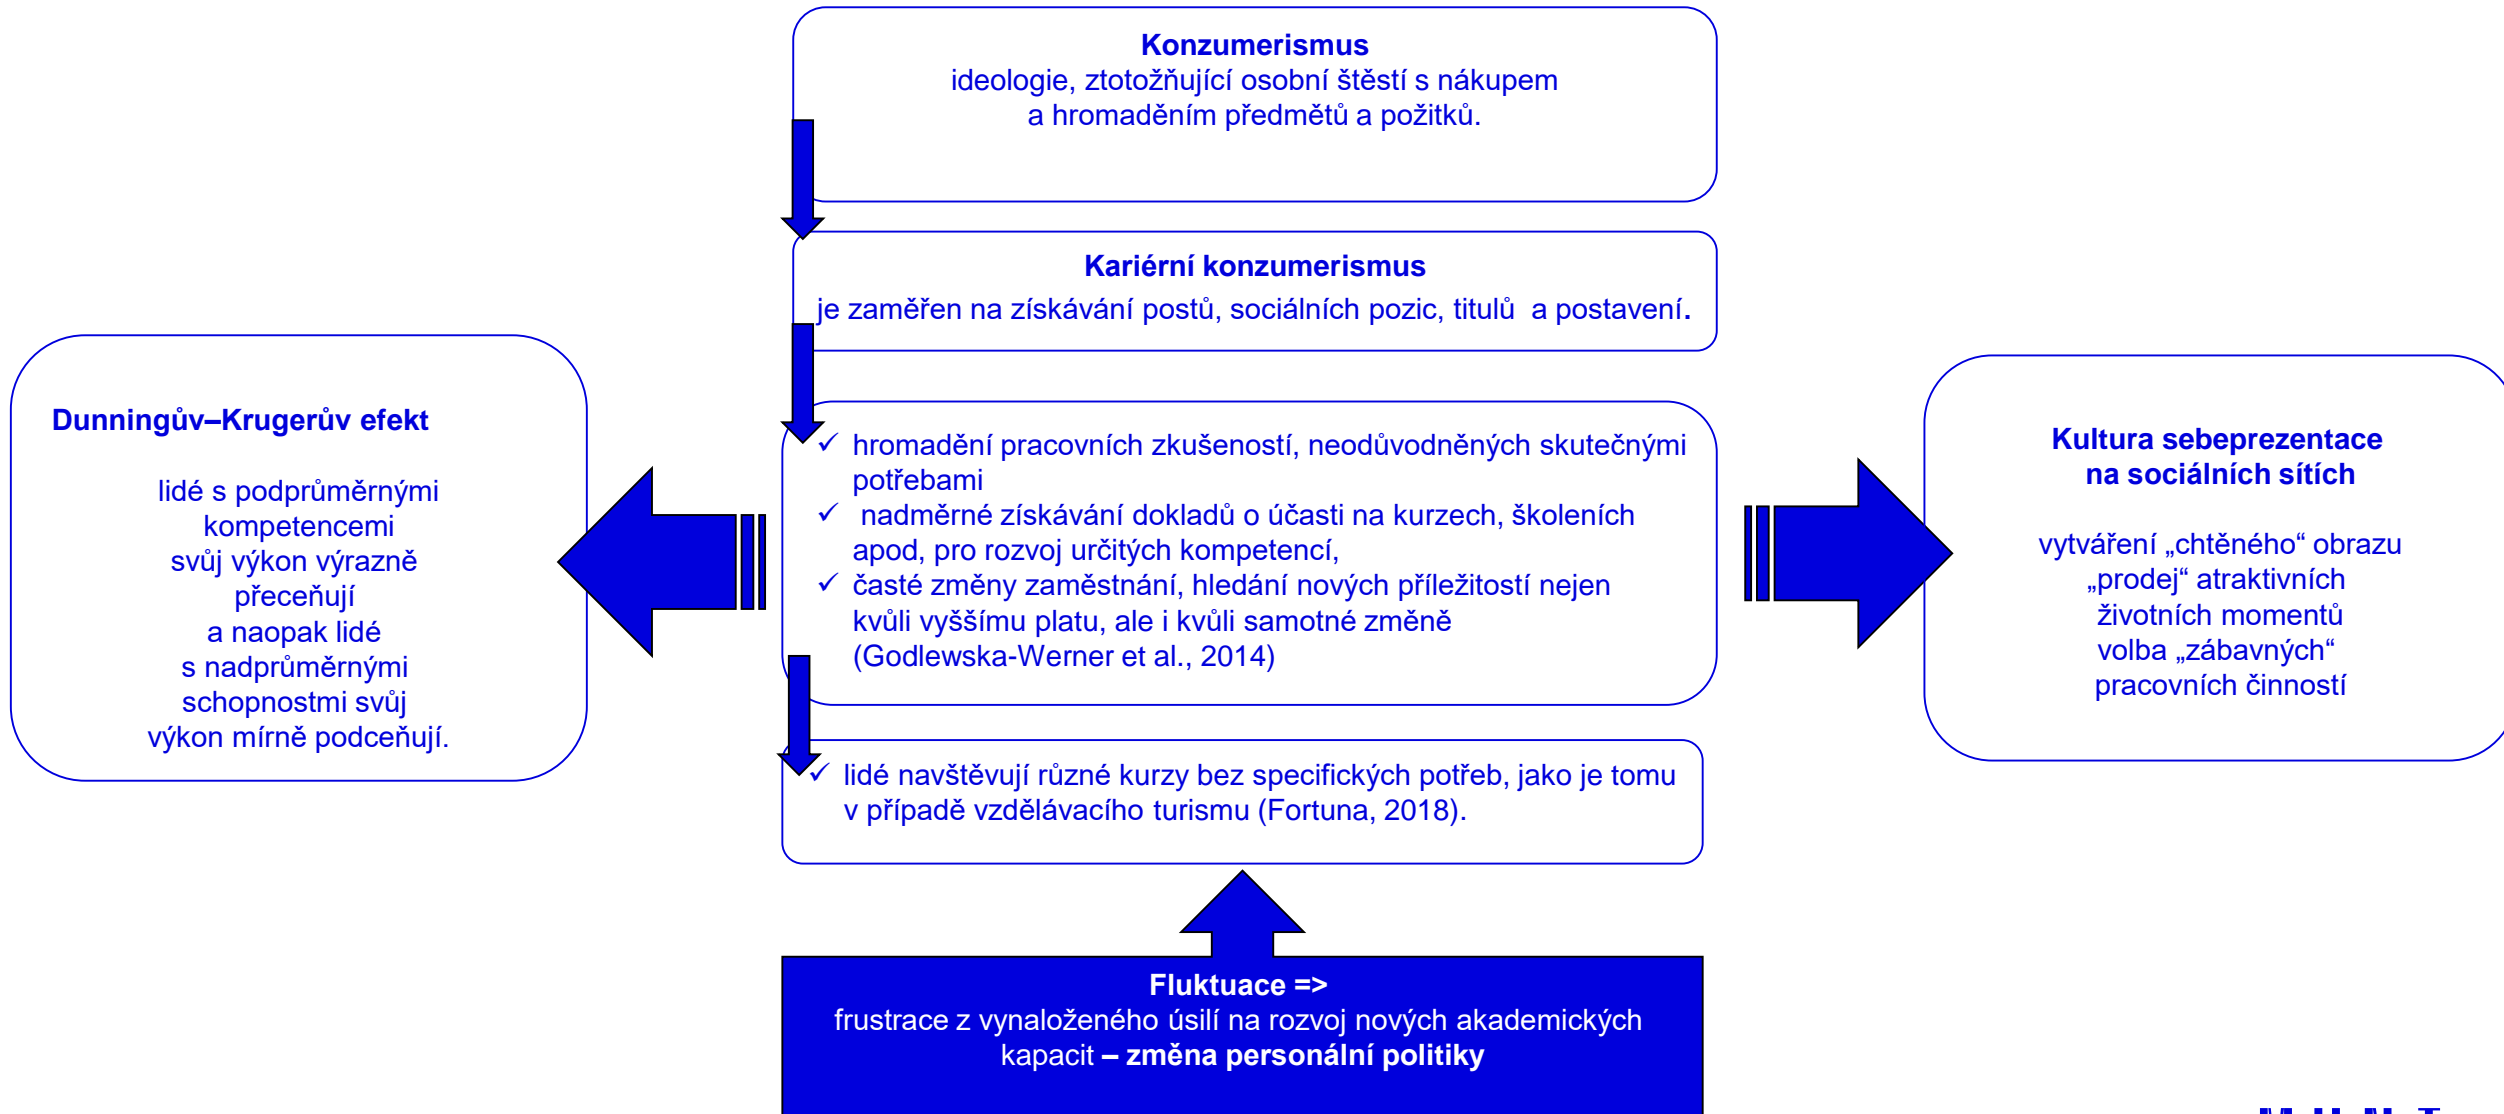 Konzumerismus
ideologie, ztotožňující osobní štěstí s nákupem
a hromaděním předmětů a požitků.
Kariérní konzumerismus
je zaměřen na získávání postů, sociálních pozic, titulů  a postavení.
Dunningův–Krugerův efekt
lidé s podprůměrnými
kompetencemi
svůj výkon výrazně
přeceňují
a naopak lidé
s nadprůměrnými
schopnostmi svůj
výkon mírně podceňují.
✓ hromadění pracovních zkušeností, neodůvodněných skutečnými
potřebami
✓ nadměrné získávání dokladů o účasti na kurzech, školeních
apod, pro rozvoj určitých kompetencí,
✓ časté změny zaměstnání, hledání nových příležitostí nejen
kvůli vyššímu platu, ale i kvůli samotné změně
(Godlewska-Werner et al., 2014)
Kultura sebeprezentace
na sociálních sítích
vytváření „chtěného“ obrazu
„prodej“ atraktivních
životních momentů
volba „zábavných“
pracovních činností
✓ lidé navštěvují různé kurzy bez specifických potřeb, jako je tomu
v případě vzdělávacího turismu (Fortuna, 2018).
Fluktuace =>
frustrace z vynaloženého úsilí na rozvoj nových akademických
kapacit – změna personální politiky